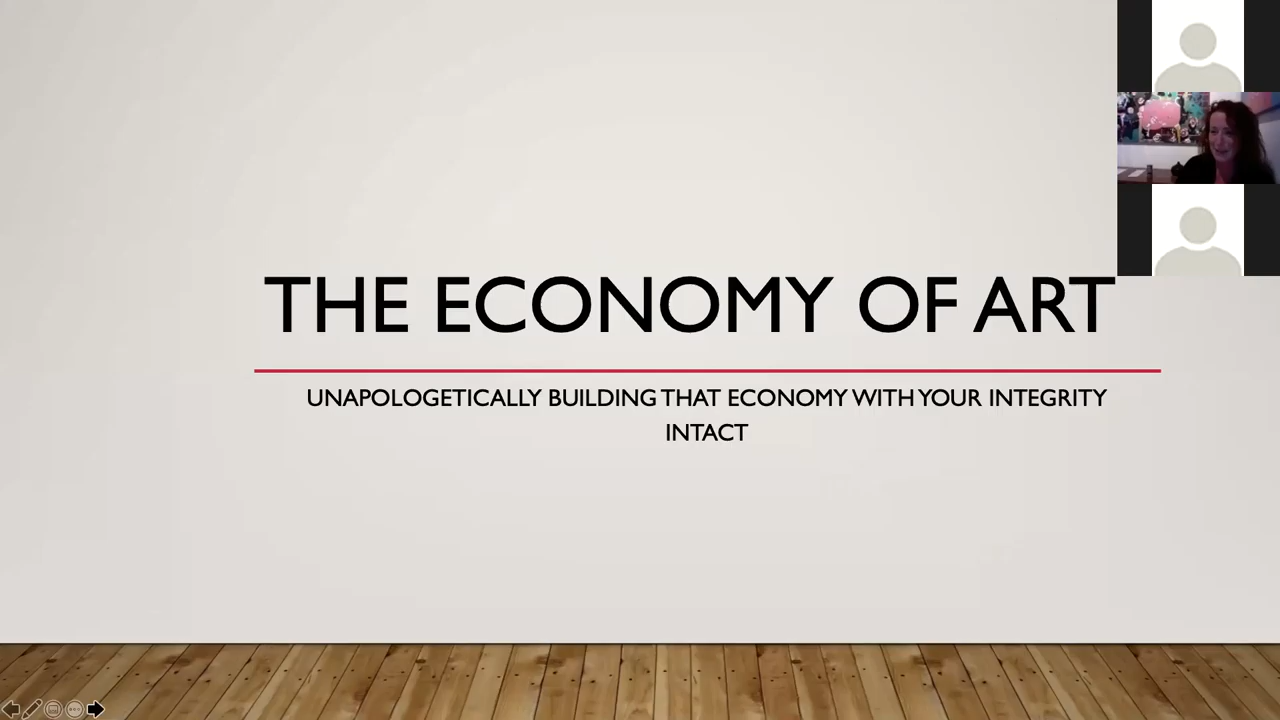 THE ECONOMY OF ART
UNAPOLOGETICALLY BUILDING THAT ECONOMY WITH YOUR INTEGRITY
INTACT